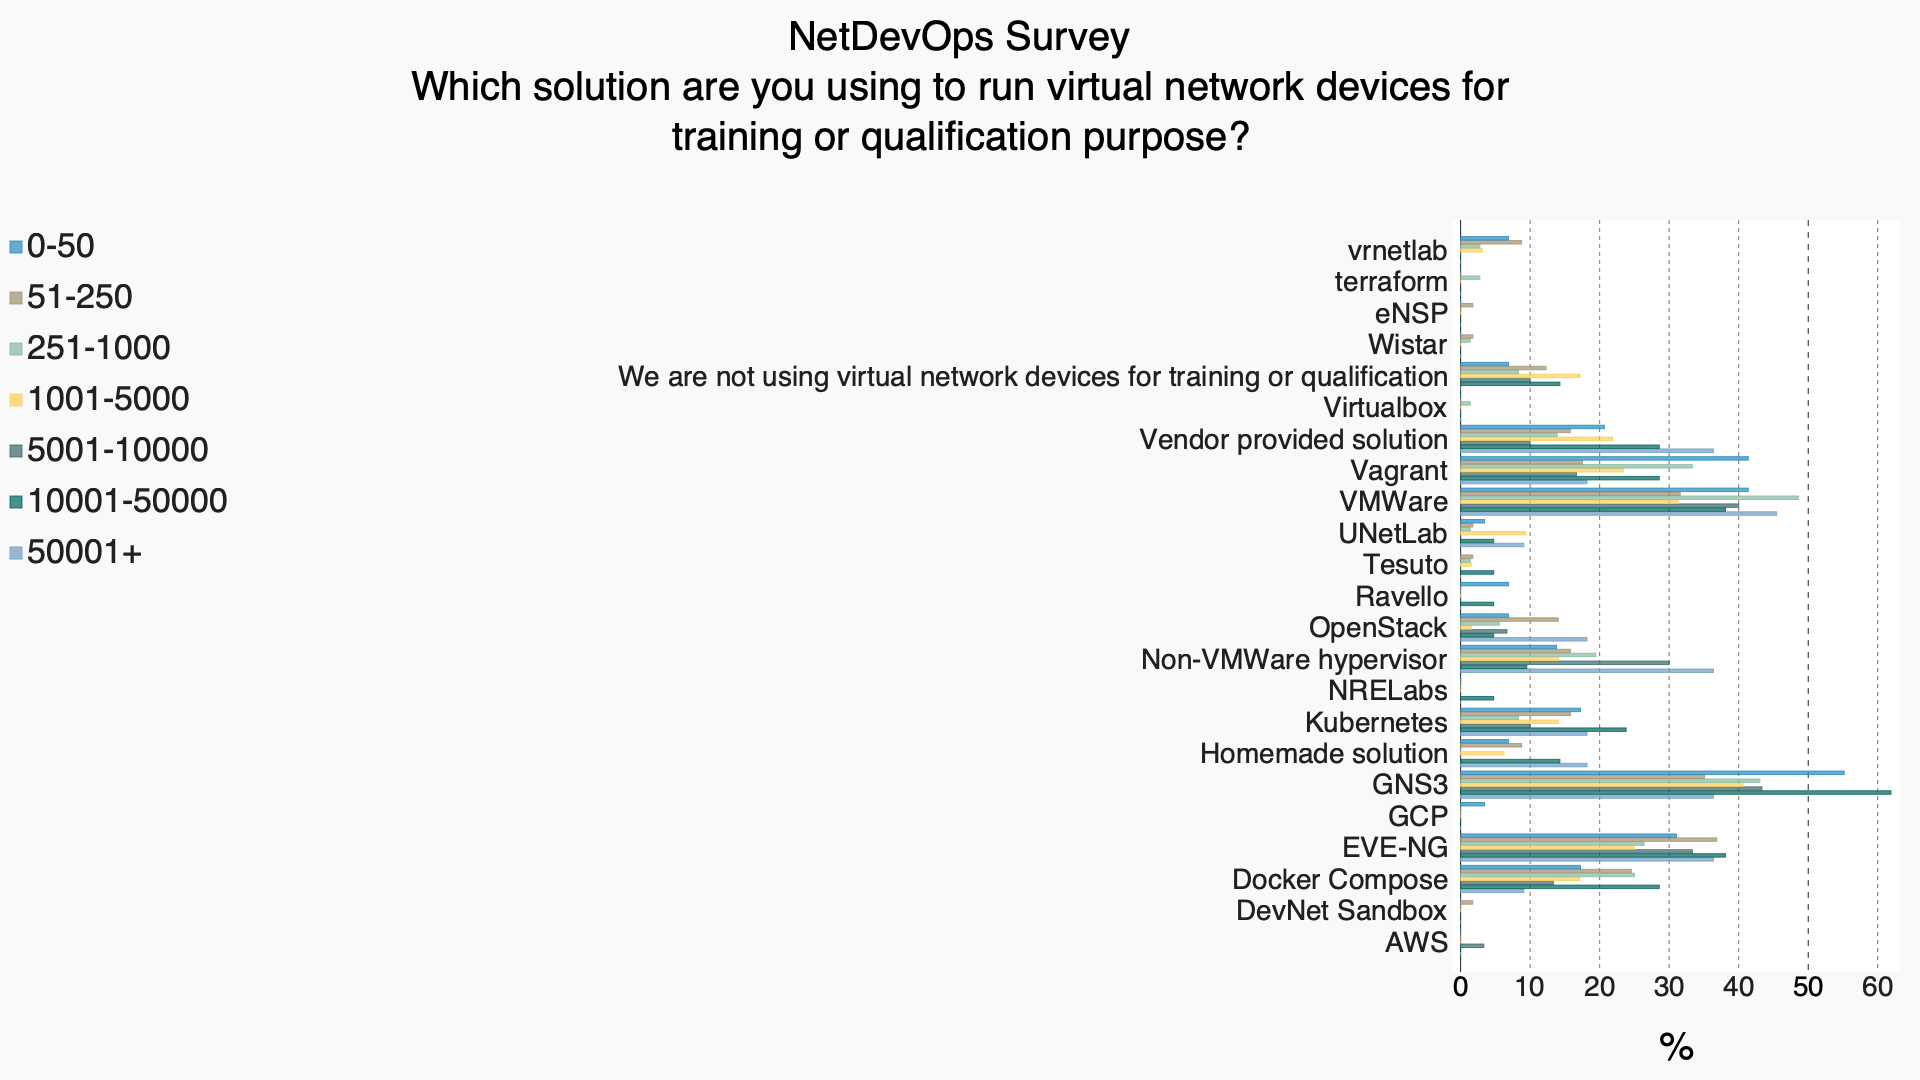 NetDevOps Survey
Which solution are you using to run virtual network devices for
training or qualification purpose?
0-50
51-250
251-1000
1001-5000
5001-10000
10001-50000
50001+
vrnetlab
terraform
eNSP
Wistar
We are not using virtual network devices for training or qualification
Virtualbox
Vendor provided solution
Vagrant
VMWare
UNetLab
Tesuto
Ravello
OpenStack
Non-VMWare hypervisor
NRELabs
Kubernetes
Homemade solution
GNS3
GCP
EVE-NG
Docker Compose
DevNet Sandbox
AWS
0 10 20 30 40 50 60
%